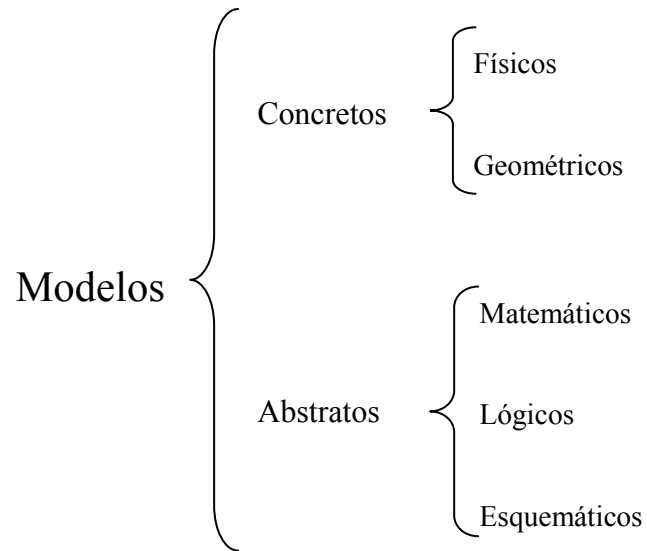 Modelos
Concretos
Físicos
Geométricos
Abstratos
Matemáticos
Lógicos
Esquemáticos